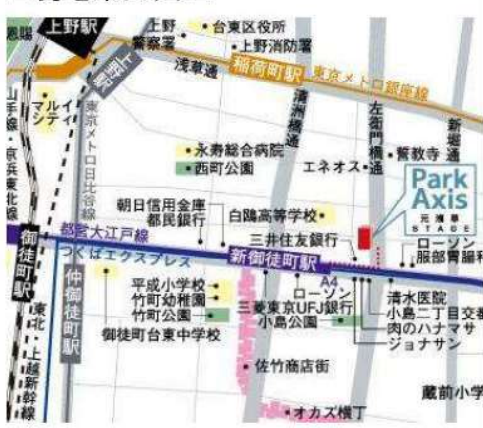 上野駅
上野
警察署
台東区役所
上野消防署
恩賜
上野駅
浅草通
稲荷町駅
東京メトロ銀座線
マルイ
シティ
山手線・京浜東北線
東京メトロ日比谷線
清洲橋通
左衛門橋通
新堀通
永寿総合病院
西町公園
エネオス
誓教寺
Park
Axis
元浅草
STAGE
朝日信用金庫
都民銀行
白鴎高等学校
三井住友銀行
ローソン
服部胃腸科
都営大江戸線
つくばエクスプレス
新御徒町駅
御徒町駅
仲御徒町駅
A4
平成小学校
竹町幼稚園
竹町公園
御徒町台東中学校
ローソン
三菱東京UFJ銀行
小島公園
清水医院
小島二丁目交番
肉のハナマサ
ジョナサン
東北・上越新幹線
佐竹商店街
蔵前小学
オカズ横丁